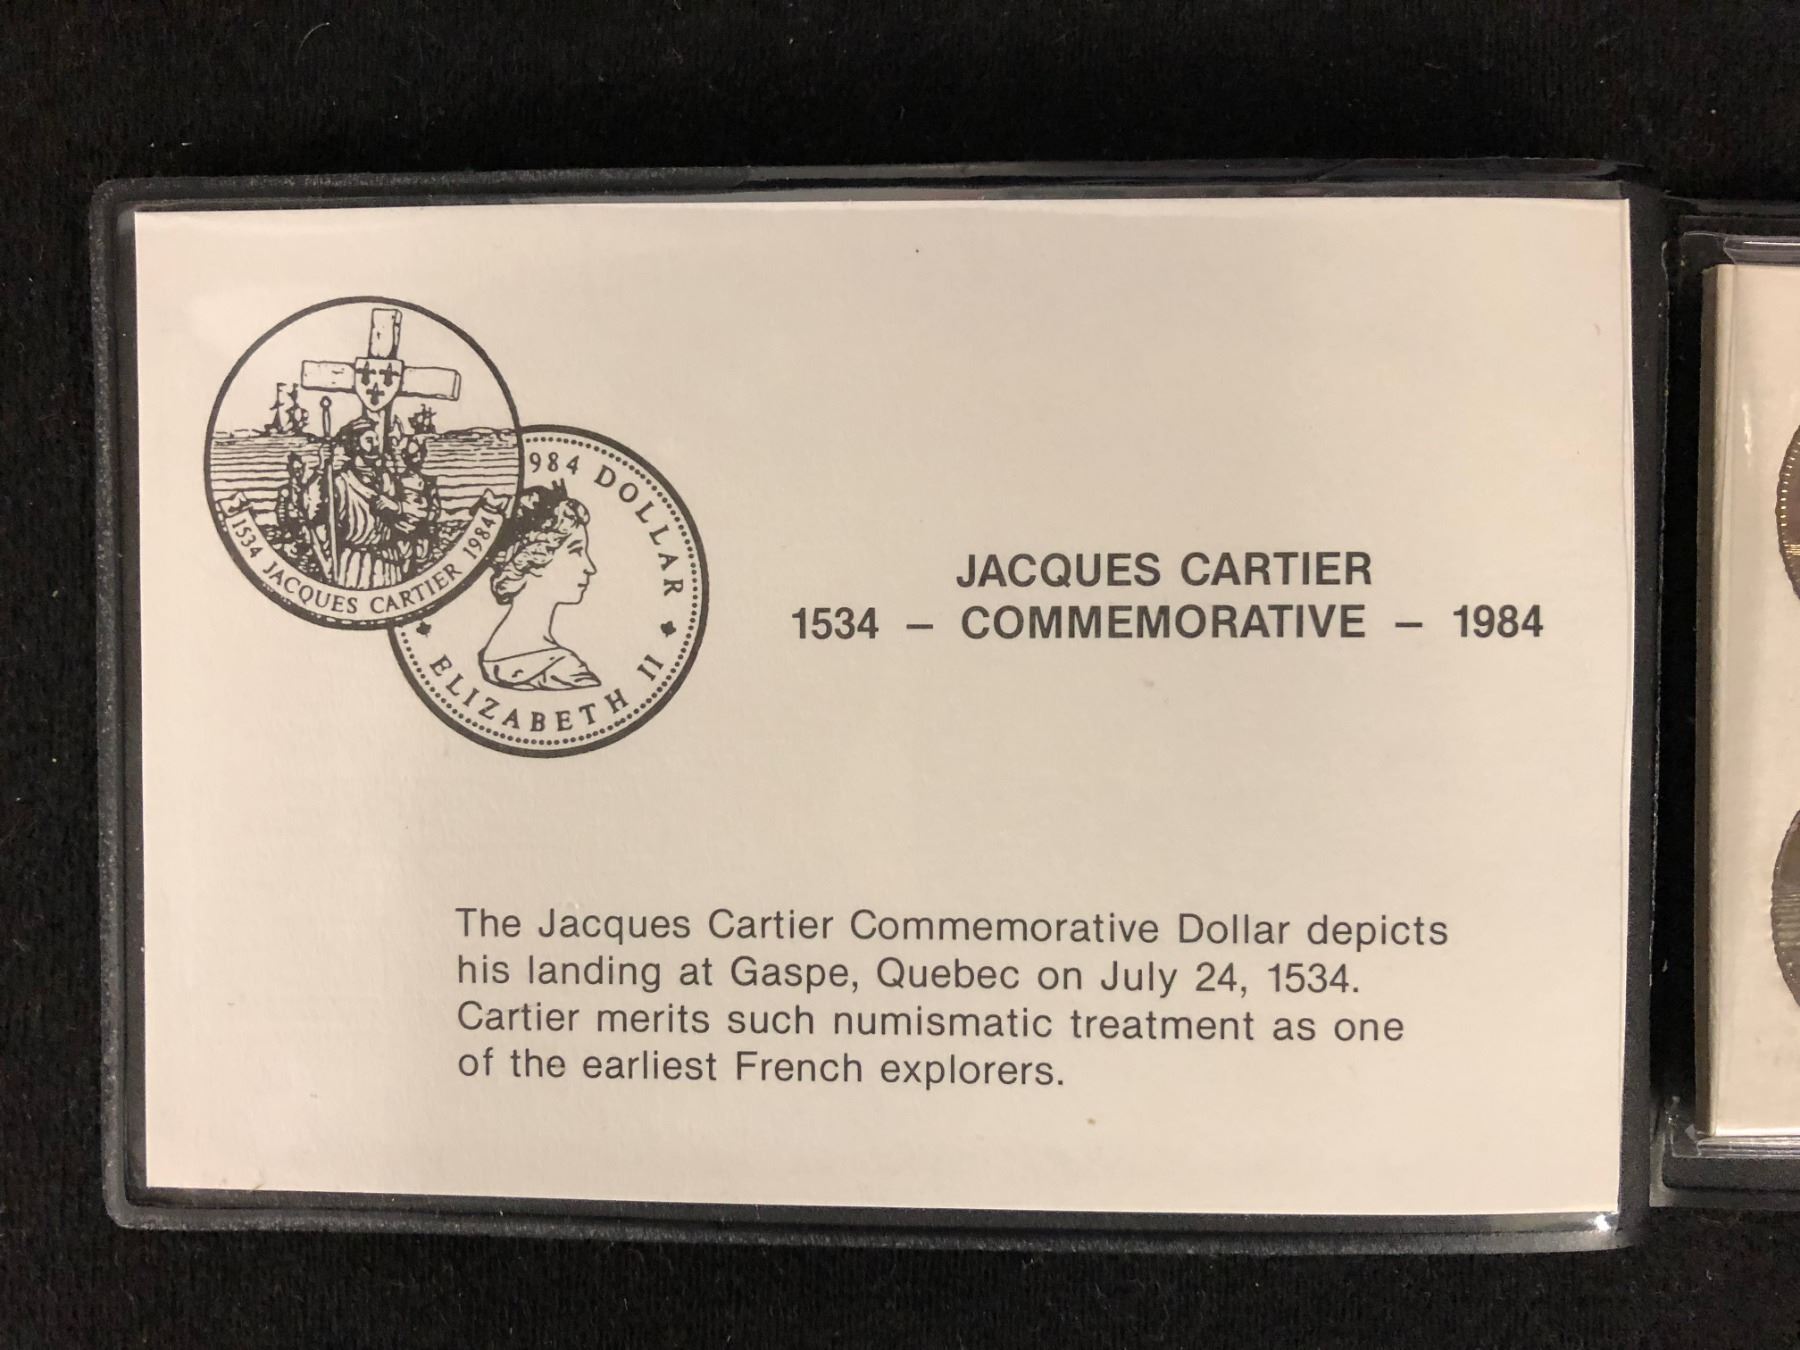 1534 JACQUES CARTIER 1984
984 DOLLAR
ELIZABETH II
JACQUES CARTIER
1534 – COMMEMORATIVE – 1984
The Jacques Cartier Commemorative Dollar depicts
his landing at Gaspe, Quebec on July 24, 1534.
Cartier merits such numismatic treatment as one
of the earliest French explorers.